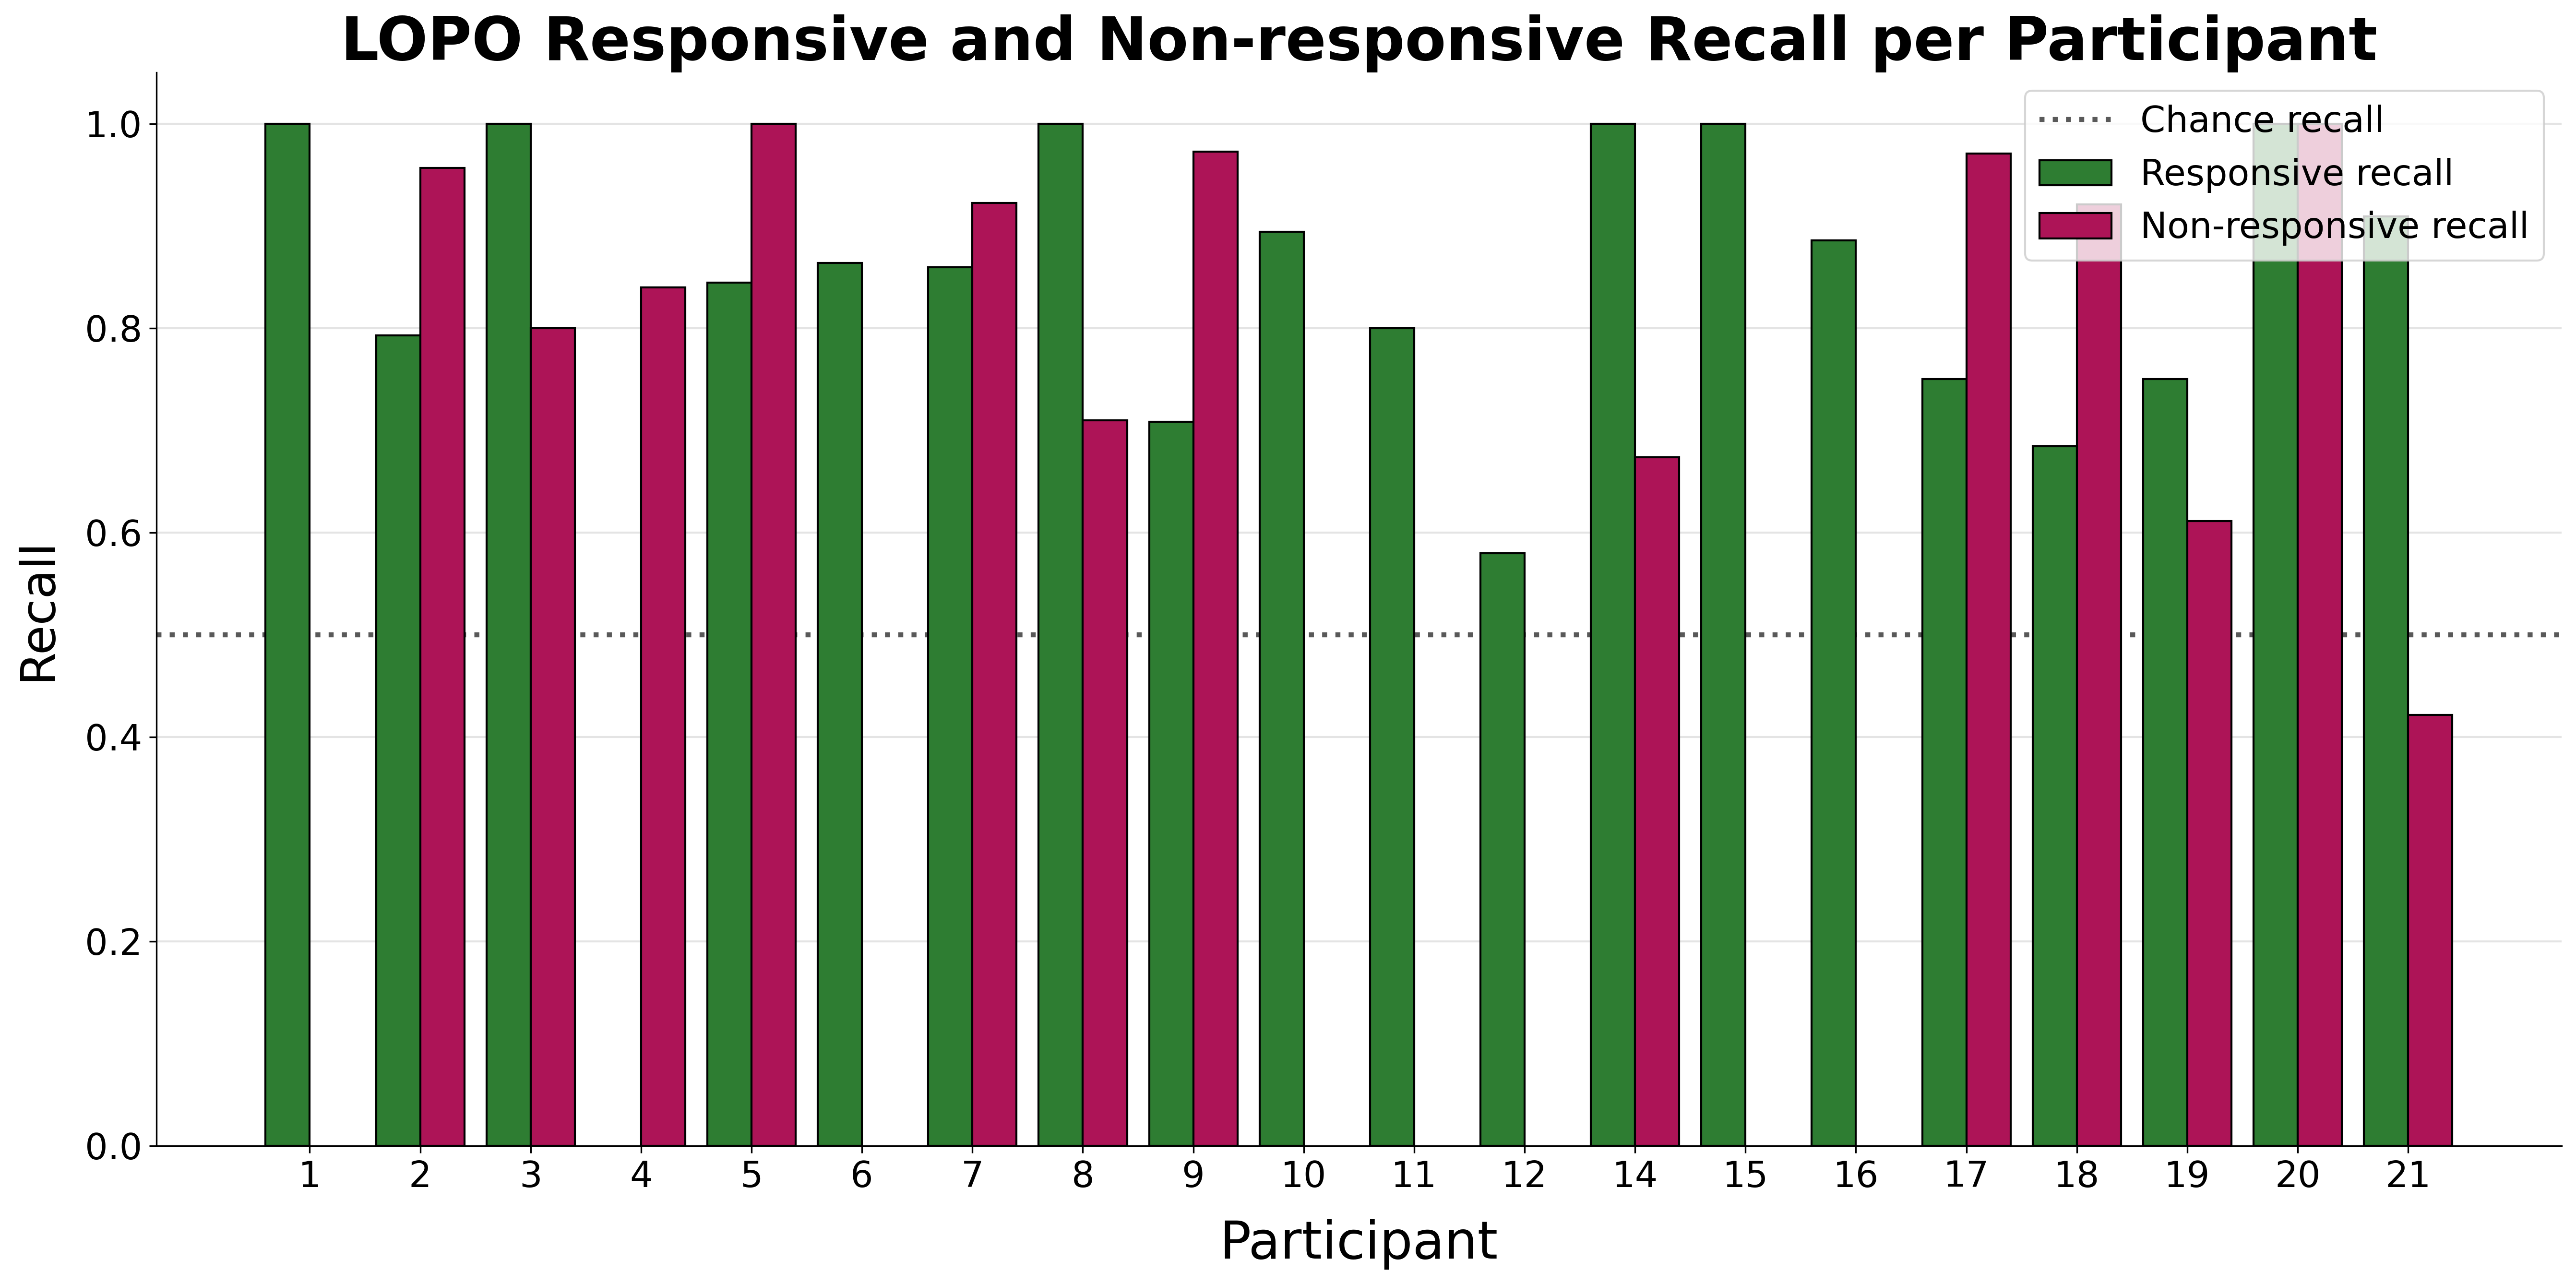 LOPO Responsive and Non-responsive Recall per Participant
Chance recall
Responsive recall
Non-responsive recall
Recall
1.0
0.8
0.6
0.4
0.2
0.0
1 2 3 4 5 6 7 8 9 10 11 12 14 15 16 17 18 19 20 21
Participant